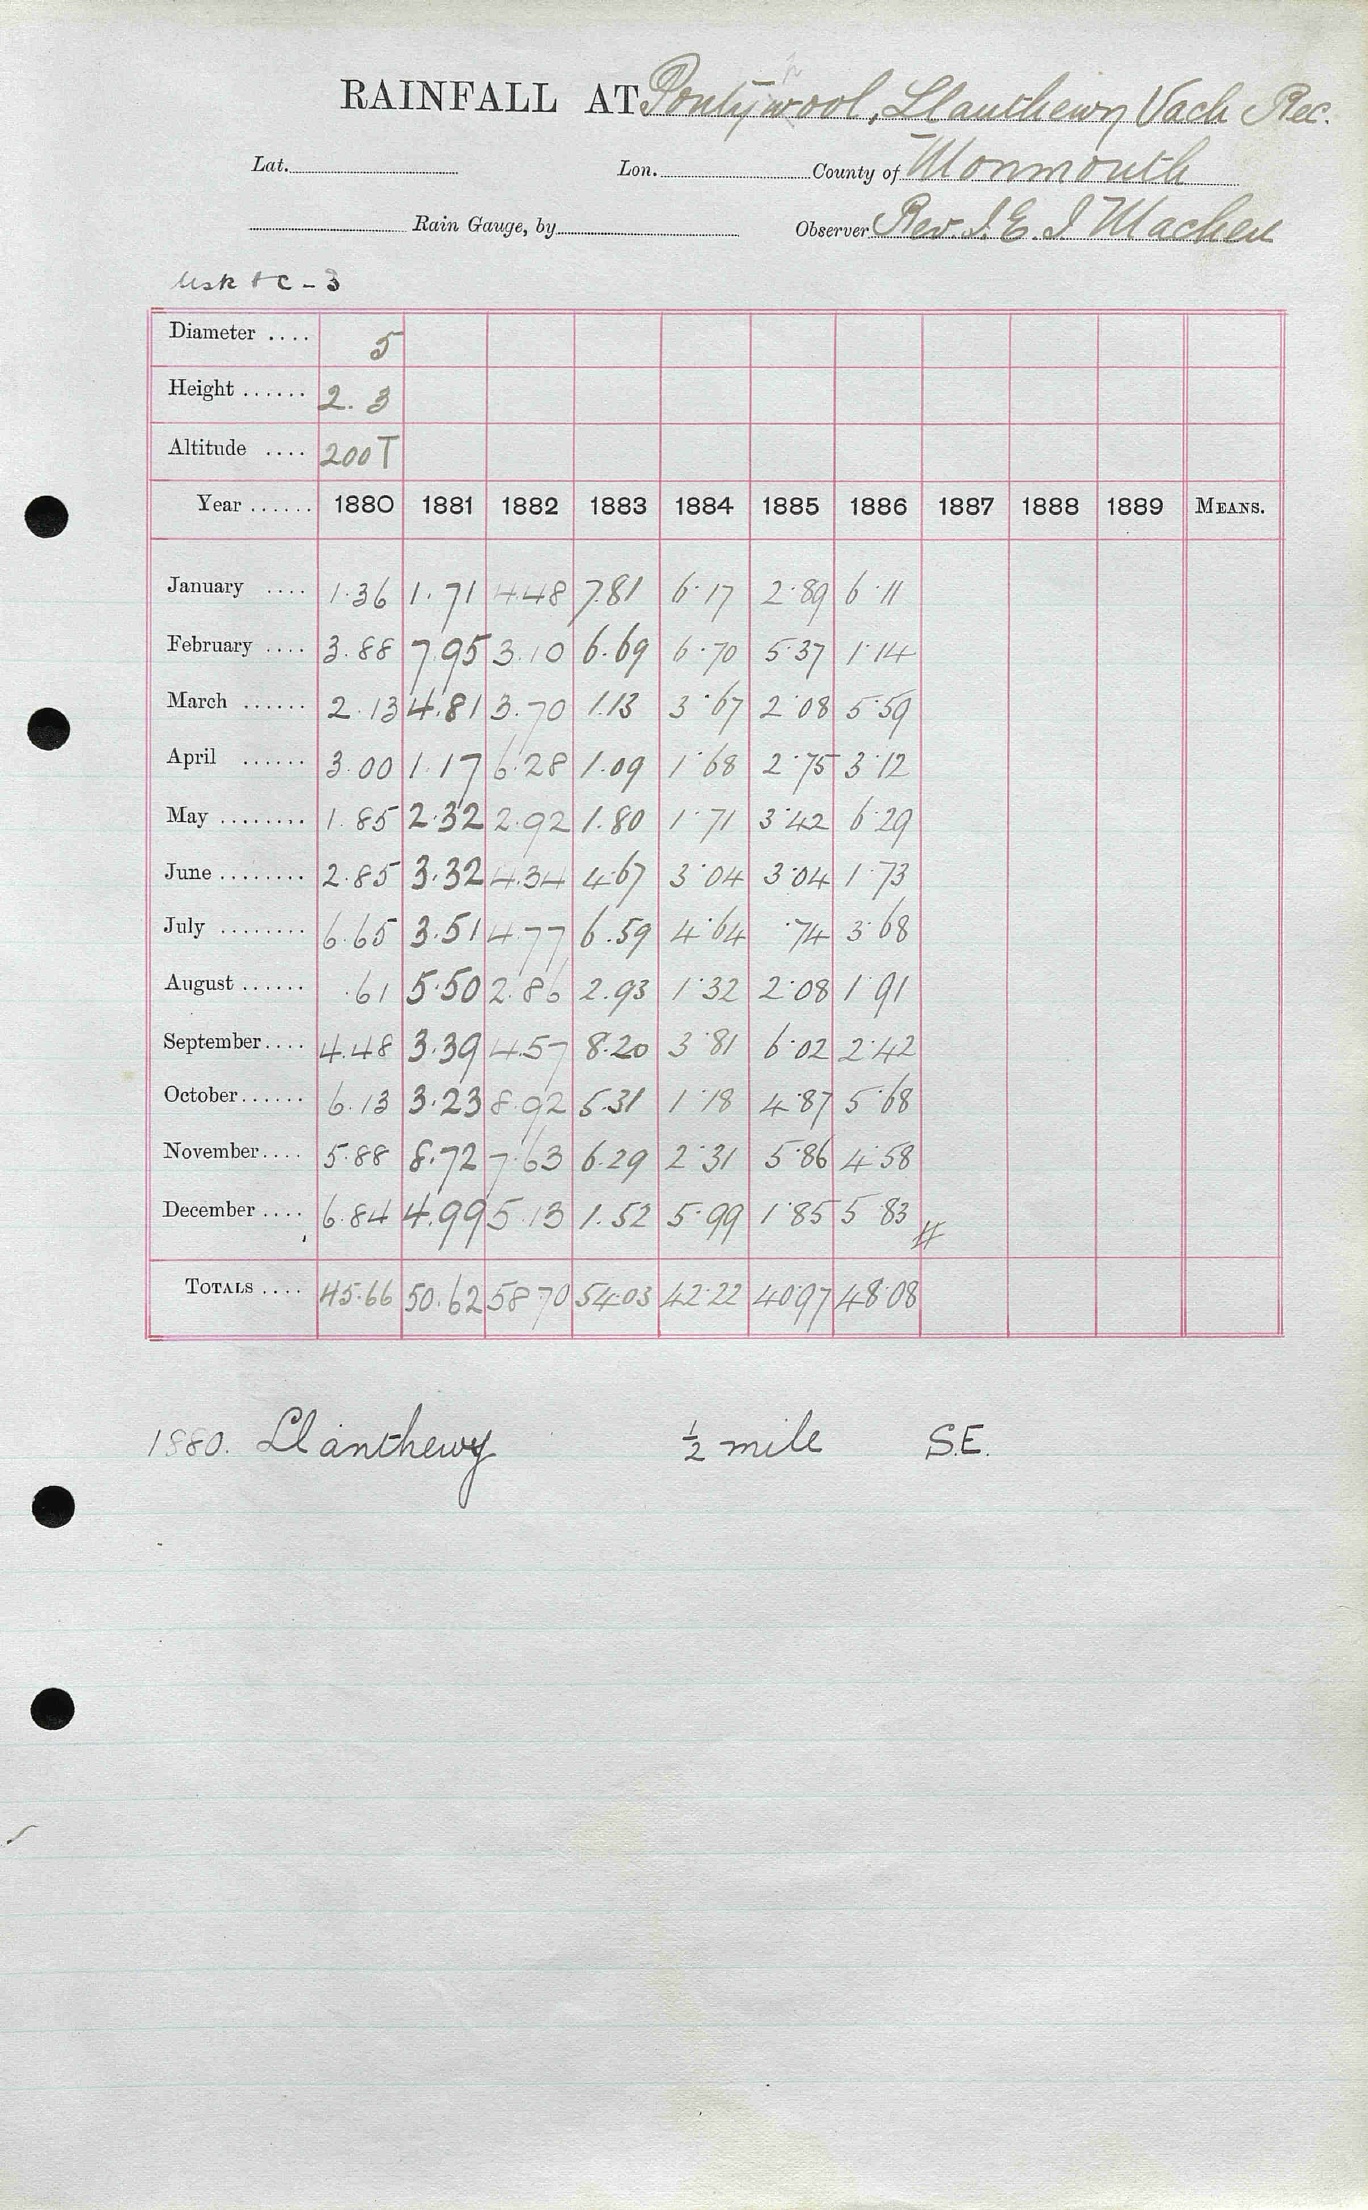 RAINFALL AT Pontywool, Llanthewy Vach Rec.
Lat. Lon. County of Monmouth
Rain Gauge, by Observer Rev. J. E. J Machen
Usk & C - 3
Diameter .... 5
Height ...... 2. 3
Altitude .... 200T
Year ...... 1880 1881 1882 1883 1884 1885 1886 1887 1888 1889 MEANS.
January .... 1.36 1.71 4.48 7.81 6.17 2.89 6.11
February .... 3.88 7.95 3.10 6.69 6.70 5.37 1.14
March ...... 2.13 4.81 3.70 1.13 3.67 2.08 5.59
April ...... 3.00 1.17 6.28 1.09 1.68 2.75 3.12
May ........ 1.85 2.32 2.92 1.80 1.71 3.42 6.29
June ........ 2.85 3.32 4.34 4.67 3.04 3.04 1.73
July ........ 6.65 3.51 4.77 6.59 4.64 .74 3.68
August ...... .61 5.50 2.86 2.93 1.32 2.08 1.91
September.... 4.48 3.39 4.57 8.20 3.81 6.02 2.42
October...... 6.13 3.23 8.92 5.31 1.18 4.87 5.68
November.... 5.88 8.72 7.63 6.29 2.31 5.86 4.58
December .... 6.84 4.99 5.13 1.52 5.99 1.85 5.83
TOTALS .... 45.66 50.62 58.70 54.03 42.22 40.97 48.08
1880. Llanthewy ½ mile S.E.